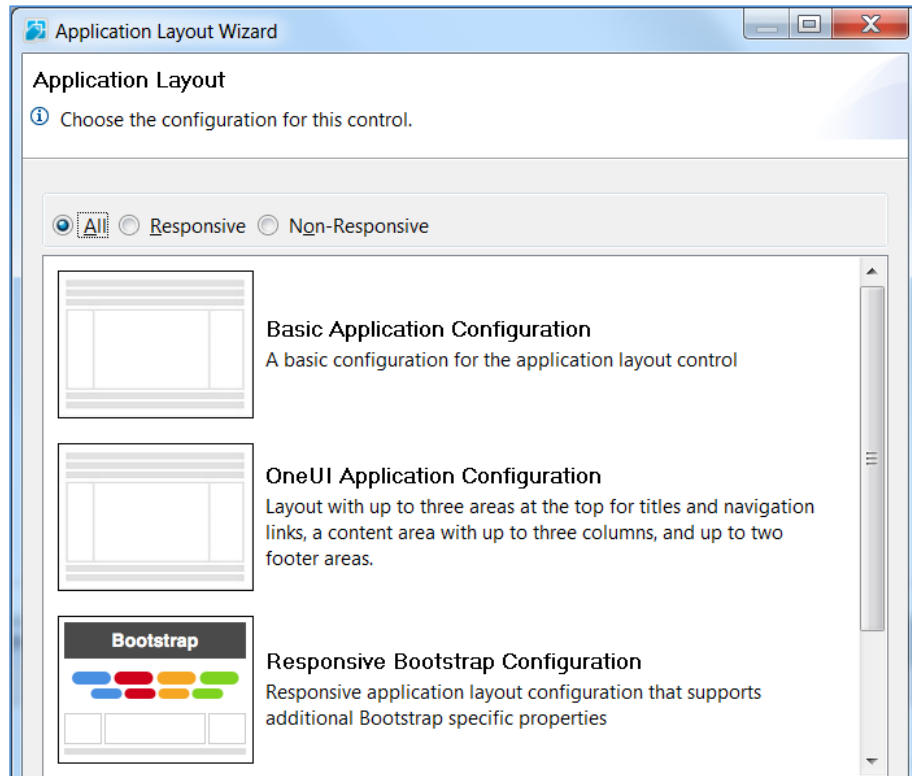 Application Layout Wizard
Application Layout
Choose the configuration for this control.
All Responsive Non-Responsive
Basic Application Configuration
A basic configuration for the application layout control
OneUI Application Configuration
Layout with up to three areas at the top for titles and navigation
links, a content area with up to three columns, and up to two
footer areas.
Bootstrap
Responsive Bootstrap Configuration
Responsive application layout configuration that supports
additional Bootstrap specific properties